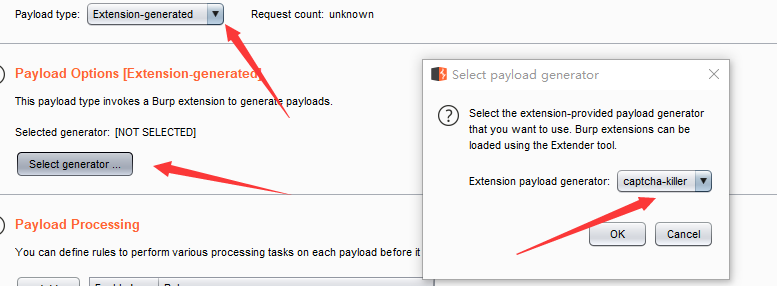 Payload type: Extension-generated Request count: unknown
Payload Options [Extension-generated]
This payload type invokes a Burp extension to generate payloads.
Selected generator: [NOT SELECTED]
Select generator ...
Payload Processing
You can define rules to perform various processing tasks on each payload before it
Select payload generator
Select the extension-provided payload generator
that you want to use. Burp extensions can be
loaded using the Extender tool.
Extension payload generator: captcha-killer
OK Cancel